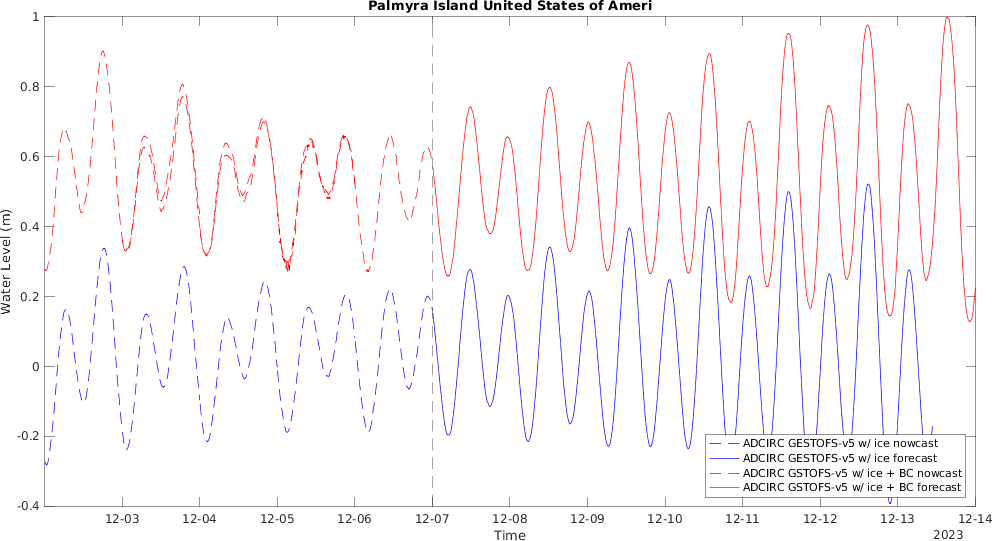 Palmyra Island United States of Ameri
1
0.8
0.6
0.4
0.2
0
-0.2
-0.4
Water Level (m)
ADCIRC GESTOFS-v5 w/ ice nowcast
ADCIRC GESTOFS-v5 w/ ice forecast
ADCIRC GSTOFS-v5 w/ ice + BC nowcast
ADCIRC GSTOFS-v5 w/ ice + BC forecast
12-03 12-04 12-05 12-06 12-07 12-08 12-09 12-10 12-11 12-12 12-13 12-14
Time
2023